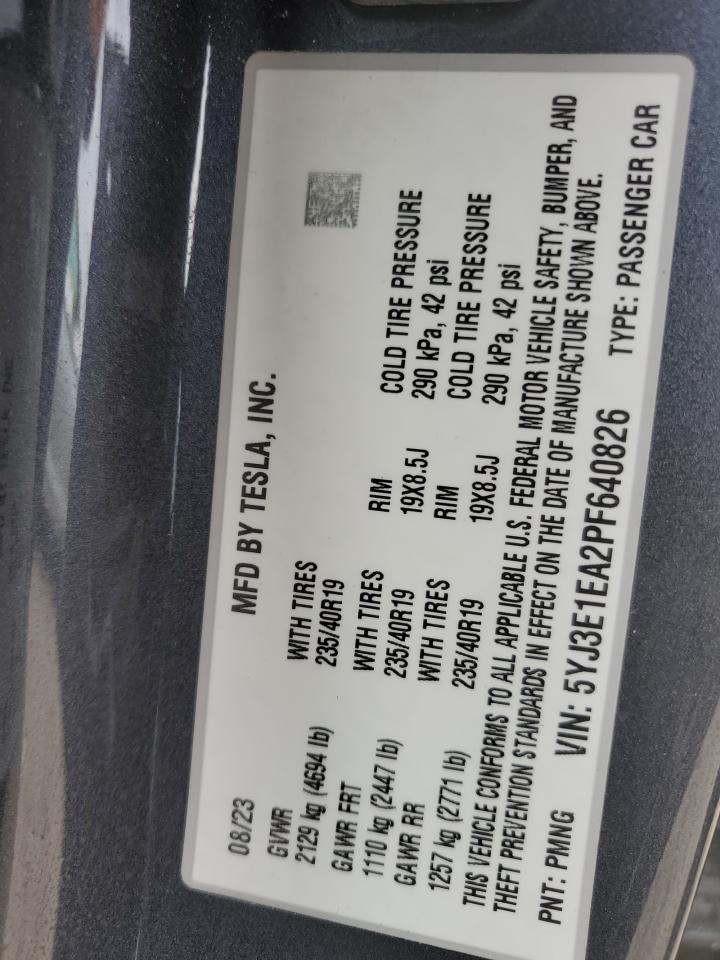 08/23 MFD BY TESLA, INC.
GVWR WITH TIRES
2129 kg (4694 lb) 235/40R19
GAWR FRT WITH TIRES RIM COLD TIRE PRESSURE
1110 kg (2447 lb) 235/40R19 19X8.5J 290 kPa, 42 psi
GAWR RR WITH TIRES RIM COLD TIRE PRESSURE
1257 kg (2771 lb) 235/40R19 19X8.5J 290 kPa, 42 psi
THIS VEHICLE CONFORMS TO ALL APPLICABLE U.S. FEDERAL MOTOR VEHICLE SAFETY, BUMPER, AND
THEFT PREVENTION STANDARDS IN EFFECT ON THE DATE OF MANUFACTURE SHOWN ABOVE.
PNT: PMNG VIN: 5YJ3E1EA2PF640826 TYPE: PASSENGER CAR